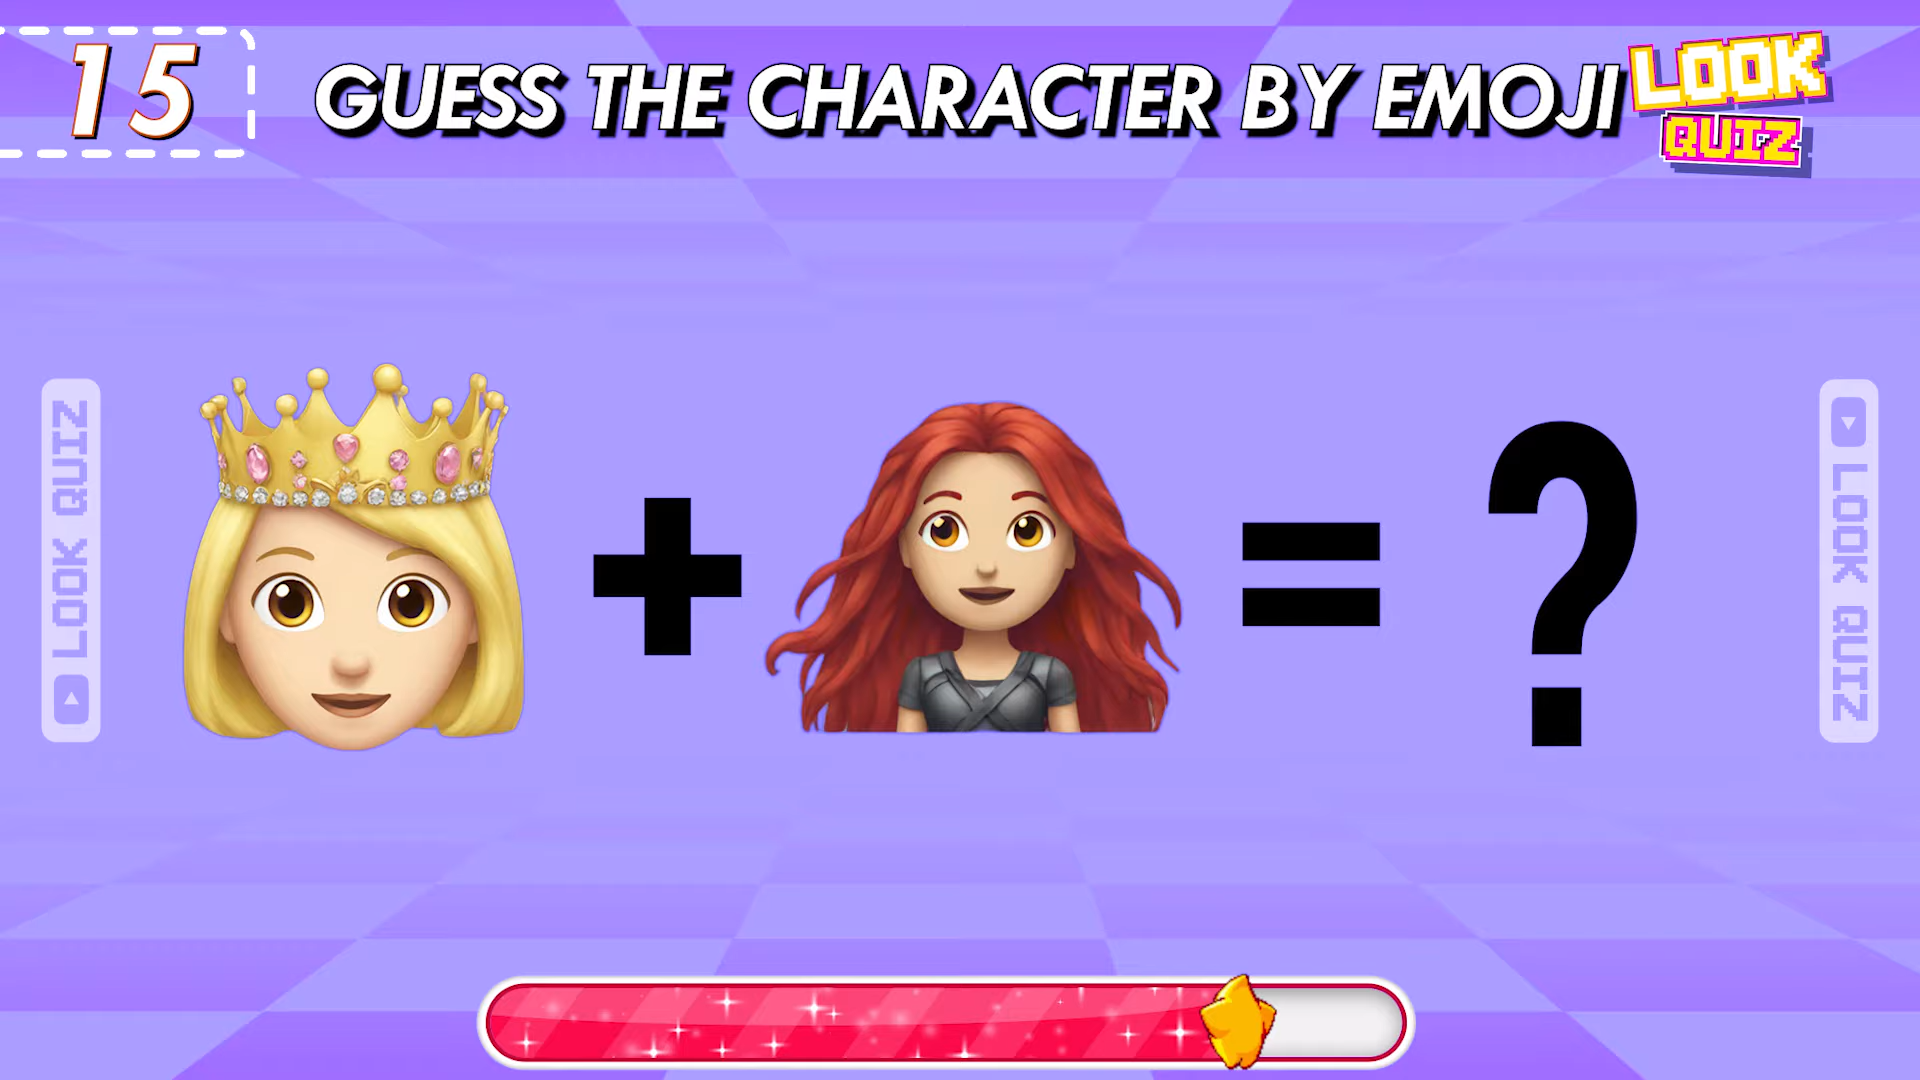 15
GUESS THE CHARACTER BY EMOJI
LOOK
QUIZ
LOOK QUIZ
+
=
?
LOOK QUIZ